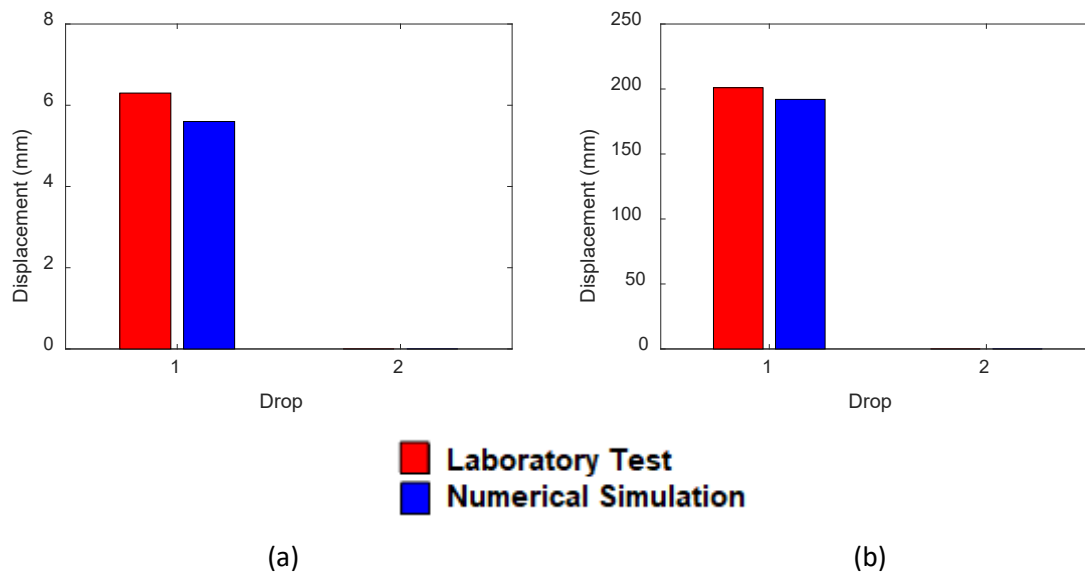 8
6
4
2
0
Displacement (mm)
1
2
Drop
250
200
150
100
50
0
Displacement (mm)
1
2
Drop
Laboratory Test
Numerical Simulation
(a)
(b)